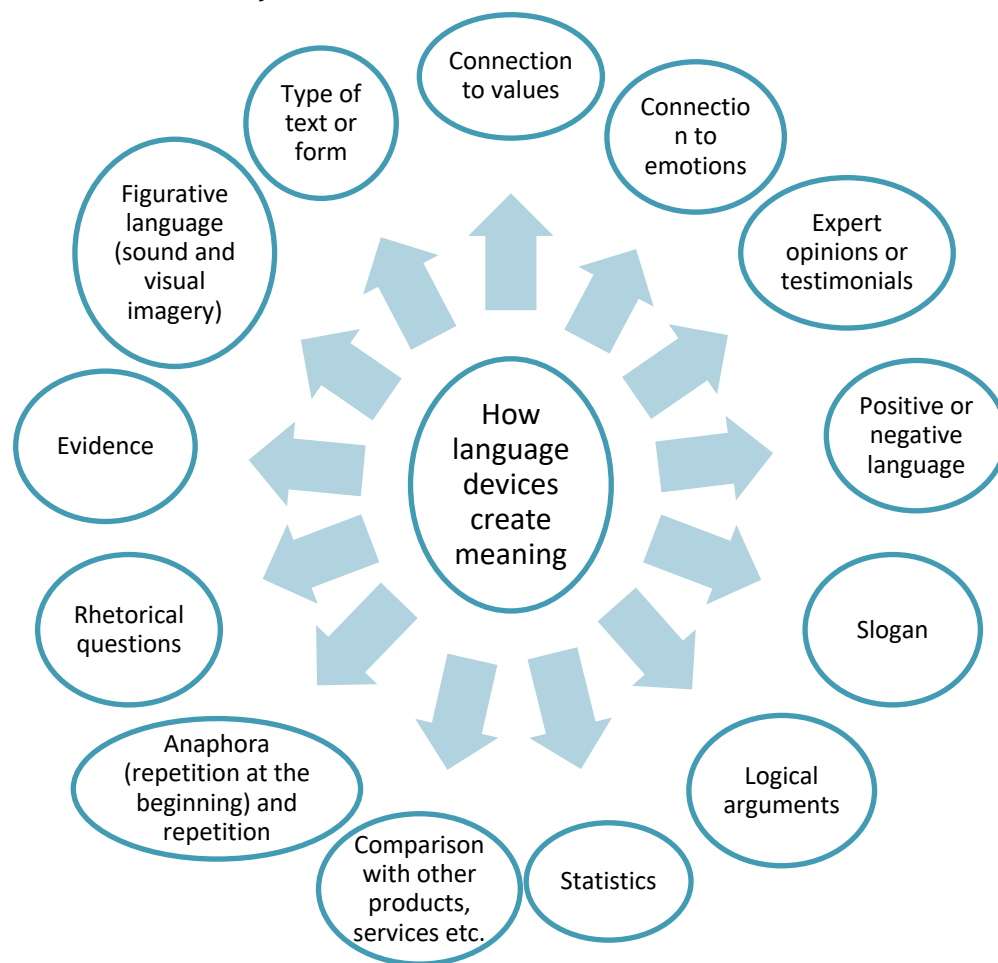 Connection
to values
Connectio
n to
emotions
Expert
opinions or
testimonials
Positive or
negative
language
Slogan
Logical
arguments
Statistics
Comparison
with other
products,
services etc.
Anaphora
(repetition at the
beginning) and
repetition
Rhetorical
questions
Evidence
Figurative
language
(sound and
visual
imagery)
Type of
text or
form
How
language
devices
create
meaning